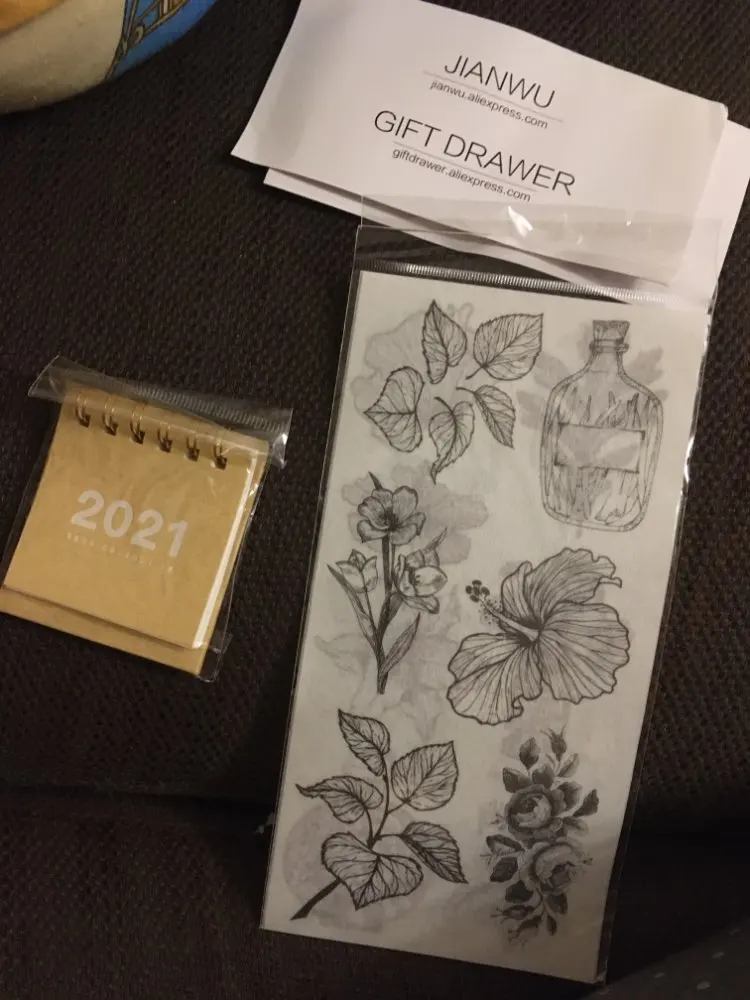 JIANWU
jianwu.aliexpress.com
GIFT DRAWER
giftdrawer.aliexpress.com
2021